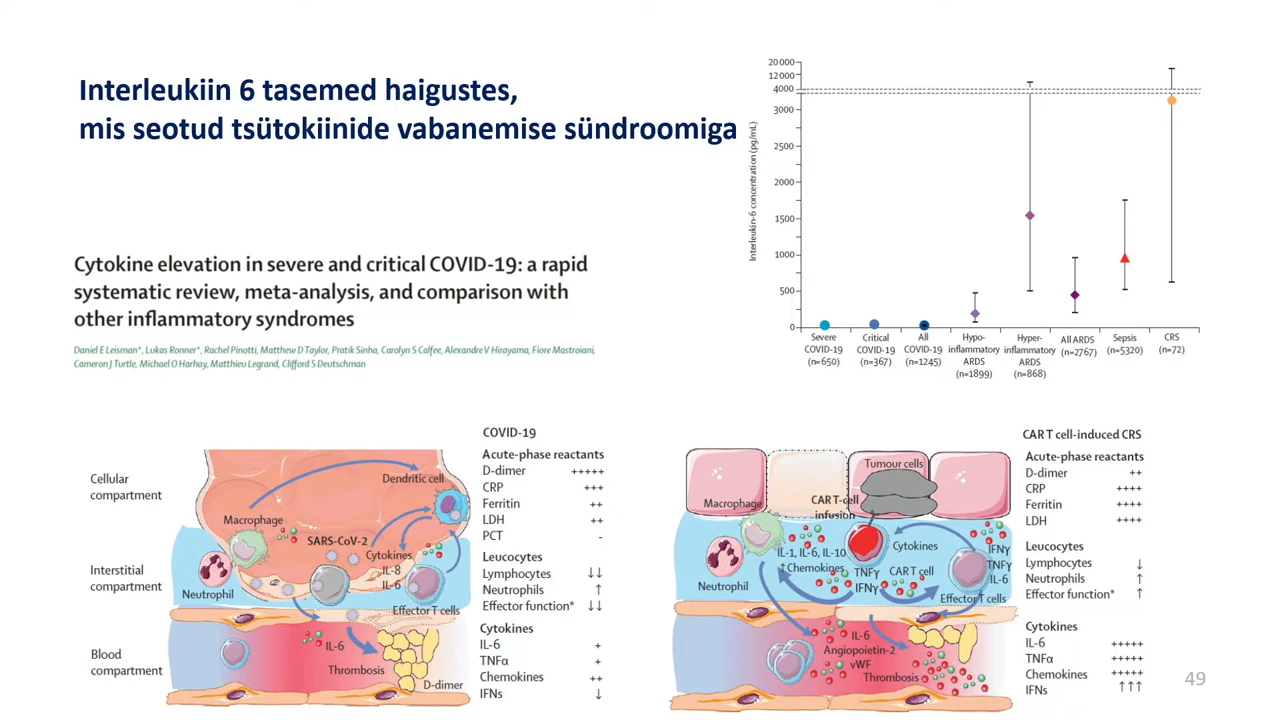 Interleukiin 6 tasemed haigustes,
mis seotud tsütokiinide vabanemise sündroomiga
Cytokine elevation in severe and critical COVID-19: a rapid
systematic review, meta-analysis, and comparison with
other inflammatory syndromes
Daniel E Leisman*, Lukas Ronner*, Rachel Pinotti, Matthew D Taylor, Pratik Sinha, Carolyn S Calfee, Alexandre V Hirayama, Fiore Mastroiani,
Cameron J Turtle, Michael O Harhay, Matthieu Legrand, Clifford S Deutschman
Interleukin-6 concentration (pg/mL)
20 000
12 000
4000
3000
2500
2000
1500
1000
500
0
Severe
COVID-19
(n=650)
Critical
COVID-19
(n=367)
All
COVID-19
(n=1245)
Hypo-
inflammatory
ARDS
(n=1899)
Hyper-
inflammatory
ARDS
(n=868)
All ARDS
(n=2767)
Sepsis
(n=5320)
CRS
(n=72)
Cellular
compartment
Interstitial
compartment
Blood
compartment
Dendritic cell
Macrophage
SARS-CoV-2
Cytokines
IL-8
IL-6
Neutrophil
Effector T cells
IL-6
Thrombosis
D-dimer
COVID-19
Acute-phase reactants
D-dimer +++++
CRP +++
Ferritin ++
LDH ++
PCT -
Leucocytes
Lymphocytes ↓↓
Neutrophils ↑
Effector function* ↓↓
Cytokines
IL-6 +
TNFα +
Chemokines ++
IFNs ↓
Tumour cells
Macrophage
CAR T-cell
infusion
IL-1, IL-6, IL-10
↑Chemokines
Cytokines
IFNγ
TNFγ
IL-6
TNFγ
IFNγ
CAR T cell
Neutrophil
Effector T cells
IL-6
Angiopoietin-2
vWF
Thrombosis
CAR T cell-induced CRS
Acute-phase reactants
D-dimer ++
CRP ++++
Ferritin ++++
LDH ++++
Leucocytes
Lymphocytes ↓
Neutrophils ↑
Effector function* ↑
Cytokines
IL-6 +++++
TNFα +++++
Chemokines +++++
IFNs ↑↑↑
49